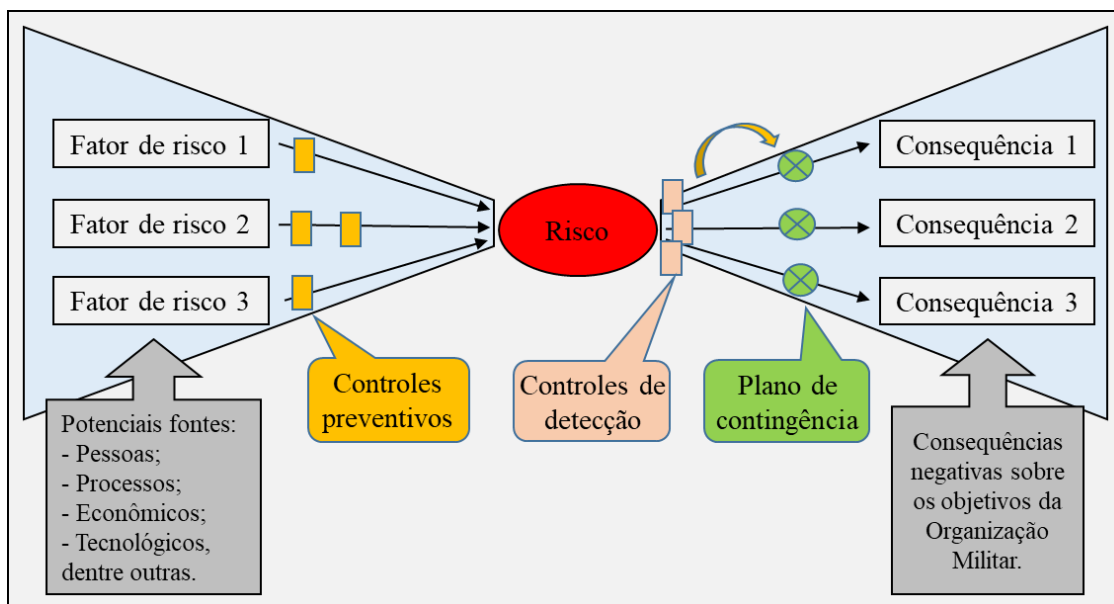 Fator de risco 1
Fator de risco 2
Fator de risco 3
Risco
Consequência 1
Consequência 2
Consequência 3
Controles
preventivos
Controles de
detecção
Plano de
contingência
Potenciais fontes:
- Pessoas;
- Processos;
- Econômicos;
- Tecnológicos,
dentre outras.
Consequências
negativas sobre
os objetivos da
Organização
Militar.